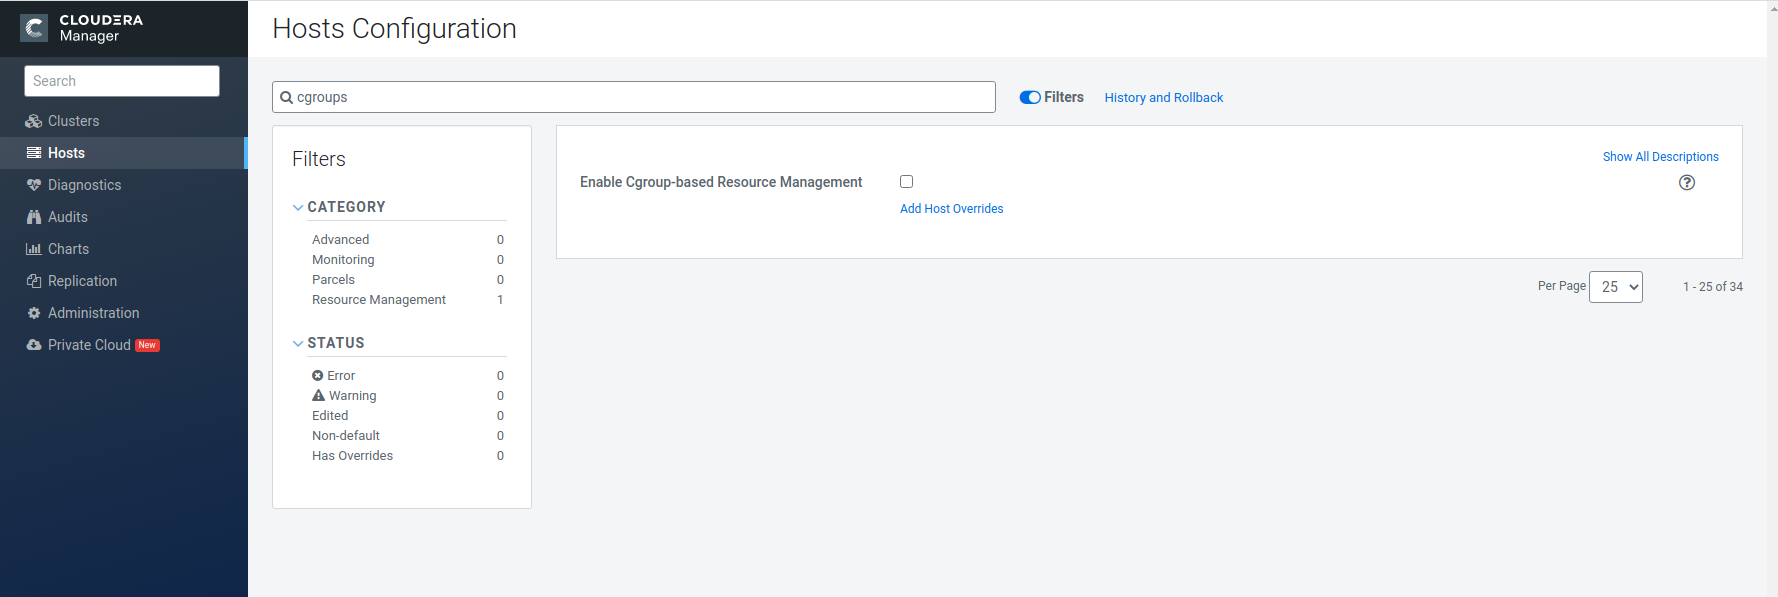 CLOUDERA
Manager
Search
Clusters
Hosts
Diagnostics
Audits
Charts
Replication
Administration
Private Cloud New
Hosts Configuration
cgroups
Filters
History and Rollback
Filters
CATEGORY
Advanced 0
Monitoring 0
Parcels 0
Resource Management 1
STATUS
Error 0
Warning 0
Edited 0
Non-default 0
Has Overrides 0
Show All Descriptions
Enable Cgroup-based Resource Management
Add Host Overrides
Per Page 25 1 - 25 of 34